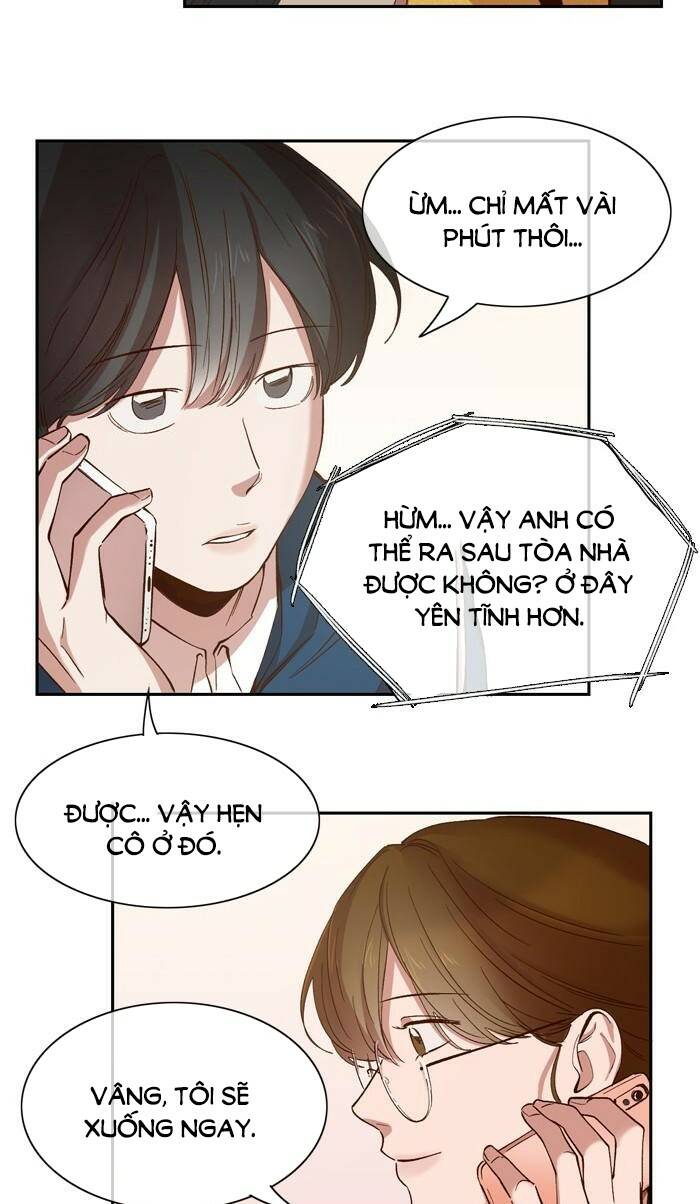 ỪM... CHỈ MẤT VÀI
PHÚT THÔI...
HỪM... VẬY ANH CÓ
THỂ RA SAU TÒA NHÀ
ĐƯỢC KHÔNG? Ở ĐÂY
YÊN TĨNH HƠN.
ĐƯỢC... VẬY HẸN
CÔ Ở ĐÓ.
VÂNG, TÔI SẼ
XUỐNG NGAY.